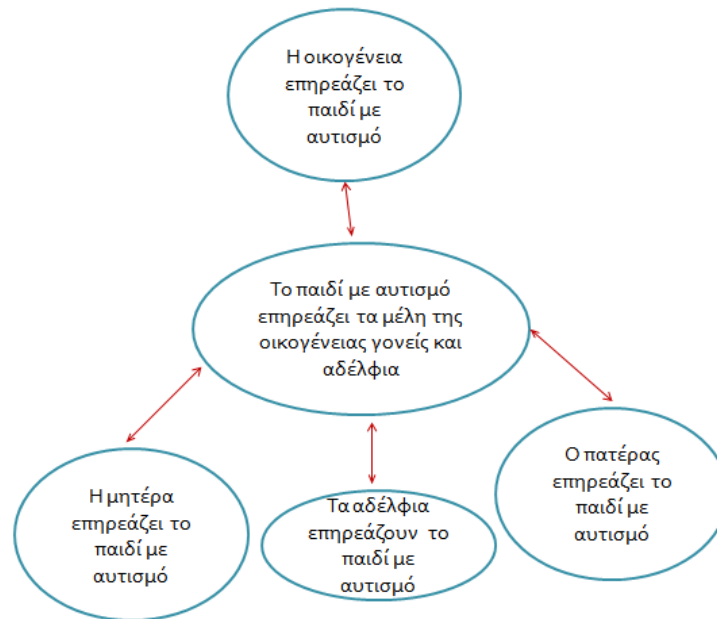 Η οικογένεια
επηρεάζει το
παιδί με
αυτισμό
Το παιδί με αυτισμό
επηρεάζει τα μέλη της
οικογένειας γονείς και
αδέλφια
Η μητέρα
επηρεάζει το
παιδί με
αυτισμό
Τα αδέλφια
επηρεάζουν το
παιδί με
αυτισμό
Ο πατέρας
επηρεάζει το
παιδί με
αυτισμό